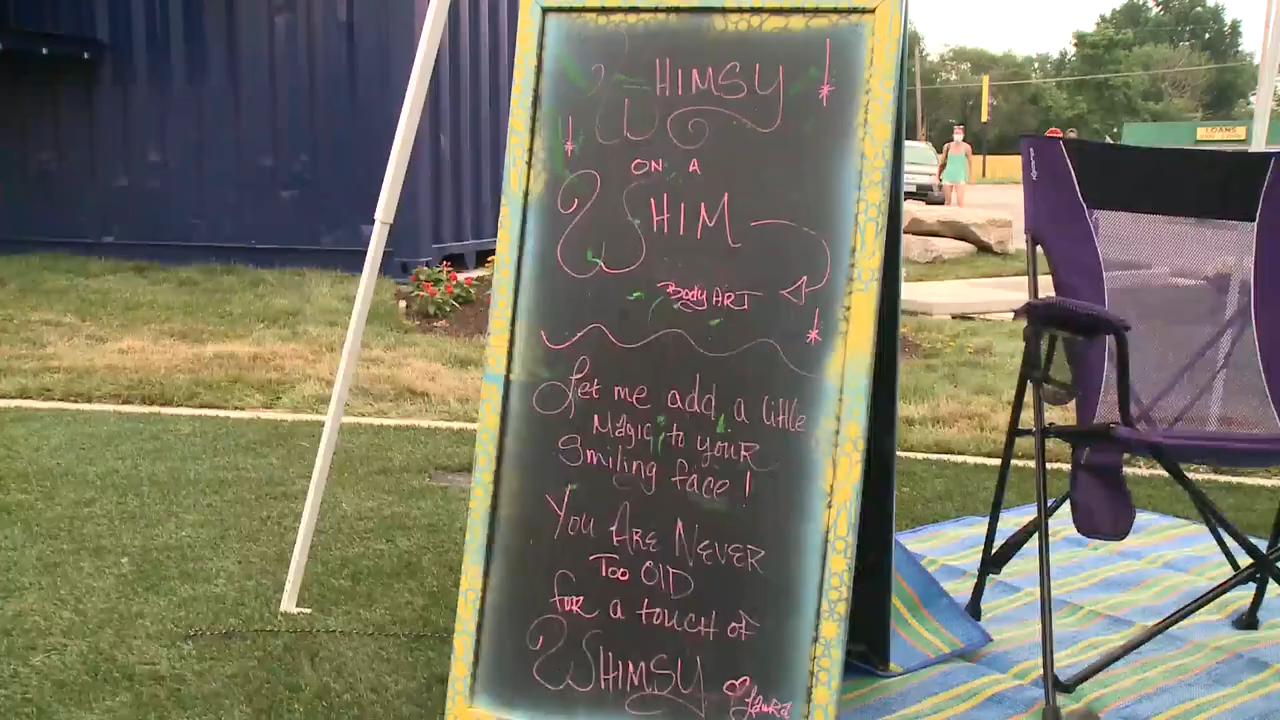 WHIMSY
ON A
WHIM
Body ART
Let me add a little
Magic to youR
Smiling face!
You ARE NEVER
Too OlD
foR a touch of
WHIMSY
Laura
LOANS